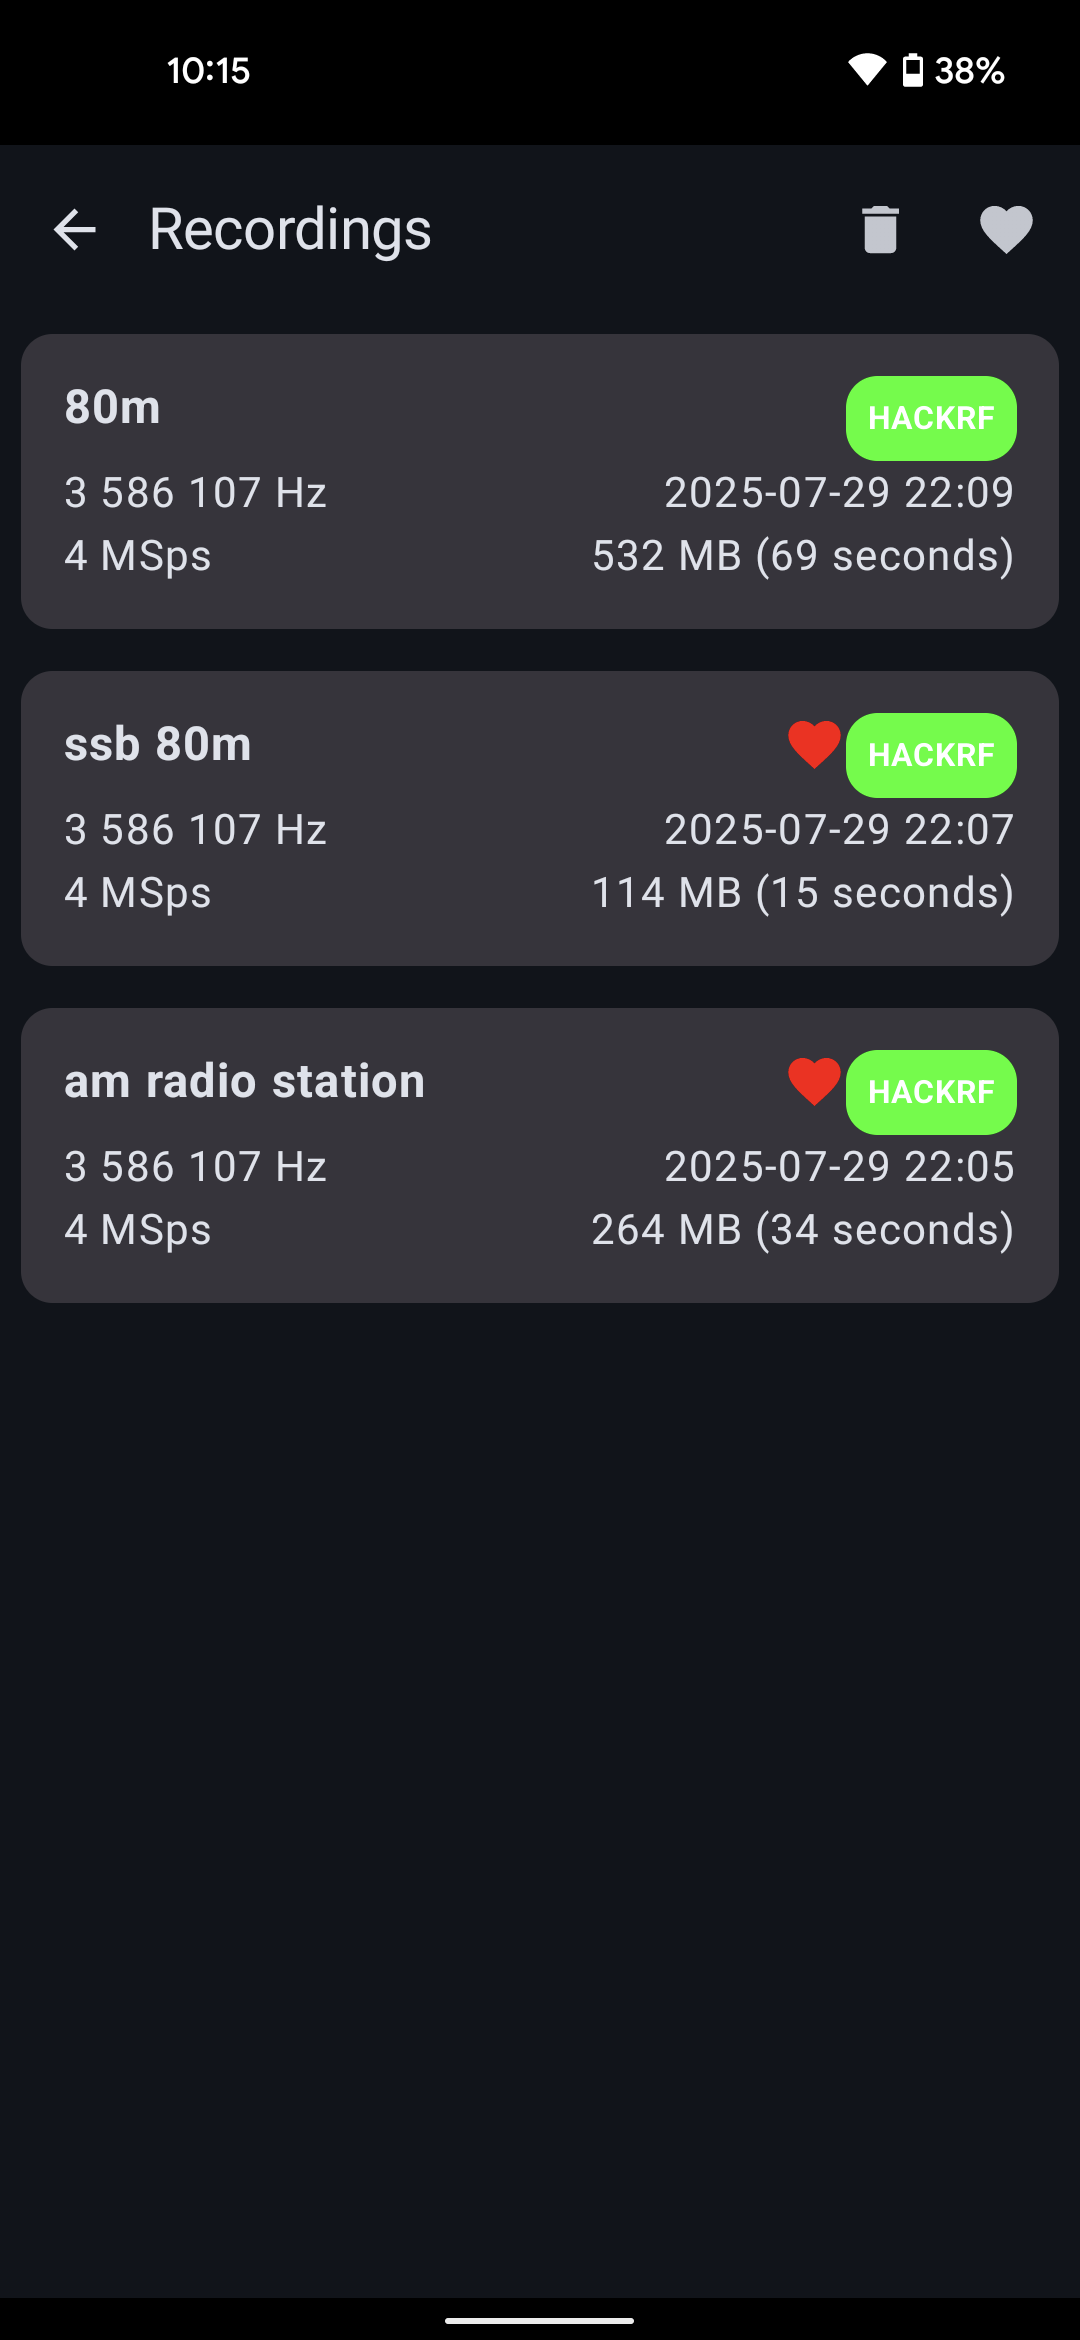 10:15 38%
Recordings
80m HACKRF
3 586 107 Hz 2025-07-29 22:09
4 MSps 532 MB (69 seconds)
ssb 80m HACKRF
3 586 107 Hz 2025-07-29 22:07
4 MSps 114 MB (15 seconds)
am radio station HACKRF
3 586 107 Hz 2025-07-29 22:05
4 MSps 264 MB (34 seconds)